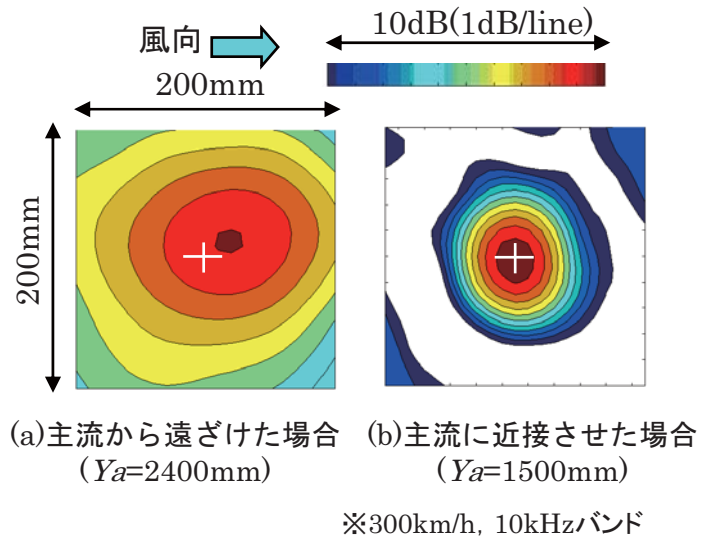 風向
10dB(1dB/line)
200mm
200mm
(a)主流から遠ざけた場合
(Ya=2400mm)
(b)主流に近接させた場合
(Ya=1500mm)
※300km/h, 10kHzバンド